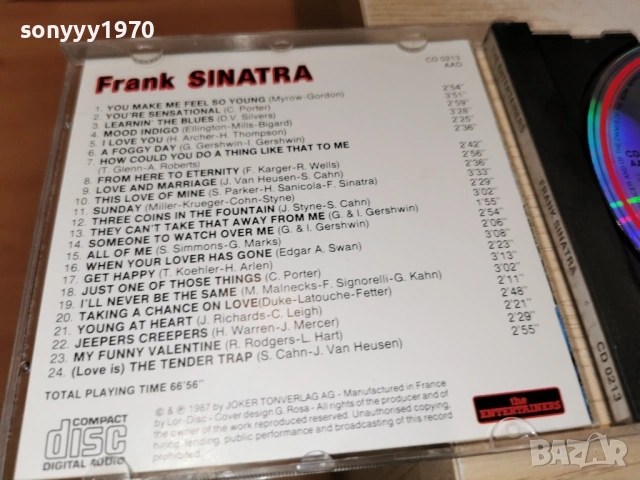 sonyyy1970
Frank SINATRA
CD 0213
AAD
1. YOU MAKE ME FEEL SO YOUNG (Myrow-Gordon) 2'54"
2. YOU'RE SENSATIONAL (C. Porter) 3'51"
3. LEARNIN' THE BLUES (D.V. Silvers) 2'59"
4. MOOD INDIGO (Ellington-Mills-Bigard) 3'28"
5. I LOVE YOU (H. Archer-H. Thompson) 2'25"
6. A FOGGY DAY (G. Gershwin-I. Gershwin) 2'36"
7. HOW COULD YOU DO A THING LIKE THAT TO ME
(T. Glenn-A. Roberts) 2'42"
8. FROM HERE TO ETERNITY (F. Karger-R. Wells) 2'56"
9. LOVE AND MARRIAGE (J. Van Heusen-S. Cahn) 2'36"
10. THIS LOVE OF MINE (S. Parker-H. Sanicola-F. Sinatra) 3'33"
11. SUNDAY (Miller-Krueger-Cohn-Styne) 2'29"
12. THREE COINS IN THE FOUNTAIN (J. Styne-S. Cahn) 3'02"
13. THEY CAN'T TAKE THAT AWAY FROM ME (G. & I. Gershwin) 1'55"
14. SOMEONE TO WATCH OVER ME (G. & I. Gershwin) 2'54"
15. ALL OF ME (S. Simmons-G. Marks) 2'06"
16. WHEN YOUR LOVER HAS GONE (Edgar A. Swan) 3'08"
17. GET HAPPY (T. Koehler-H. Arlen) 2'23"
18. JUST ONE OF THOSE THINGS (C. Porter) 3'13"
19. I'LL NEVER BE THE SAME (M. Malnecks-F. Signorelli-G. Kahn) 3'02"
20. TAKING A CHANCE ON LOVE(Duke-Latouche-Fetter) 2'11"
21. YOUNG AT HEART (J. Richards-C. Leigh) 2'48"
22. JEEPERS CREEPERS (H. Warren-J. Mercer) 2'21"
23. MY FUNNY VALENTINE (R. Rodgers-L. Hart) 2'29"
24. (Love is) THE TENDER TRAP (S. Cahn-J. Van Heusen) 2'55"
TOTAL PLAYING TIME 66'56"
© & ℗ 1987 by JOKER TONVERLAG AG - Manufactured in France
by Lor-Disc - Cover design G. Rosa - All rights of the producer and of
the owner of the work reproduced reserved. Unauthorised copying,
hiring, lending, public performance and broadcasting of this record
prohibited.
COMPACT
disc
DIGITAL AUDIO
the
ENTERTAINERS
FRANK SINATRA
CD 0213
BAZAR